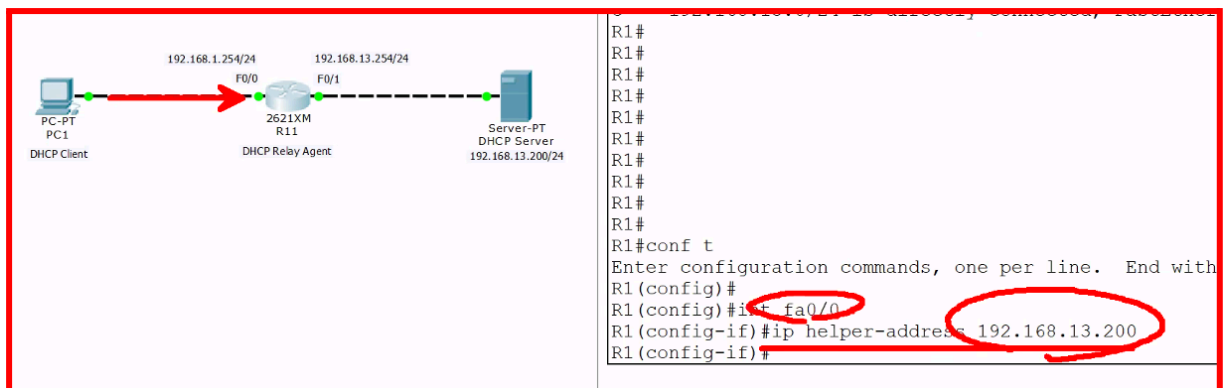 192.168.1.254/24 192.168.13.254/24
F0/0 F0/1
PC-PT
PC1
DHCP Client
2621XM
R11
DHCP Relay Agent
Server-PT
DHCP Server
192.168.13.200/24
R1#
R1#
R1#
R1#
R1#
R1#
R1#
R1#
R1#
R1#
R1#conf t
Enter configuration commands, one per line. End with
R1(config)#
R1(config)#int fa0/0
R1(config-if)#ip helper-address 192.168.13.200
R1(config-if)#